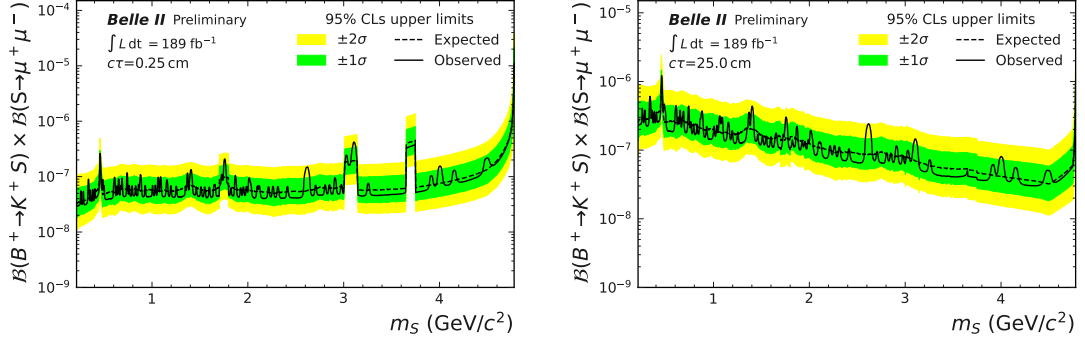 10⁻⁴
10⁻⁵
10⁻⁶
10⁻⁷
10⁻⁸
10⁻⁹
B(B⁺→K⁺ S) × B(S→μ⁺μ⁻)
Belle II Preliminary
∫L dt = 189 fb⁻¹
cτ=0.25 cm
95% CLs upper limits
±2σ Expected
±1σ Observed
1 2 3 4
m_S (GeV/c²)
10⁻⁵
10⁻⁶
10⁻⁷
10⁻⁸
10⁻⁹
B(B⁺→K⁺ S) × B(S→μ⁺μ⁻)
Belle II Preliminary
∫L dt = 189 fb⁻¹
cτ=25.0 cm
95% CLs upper limits
±2σ Expected
±1σ Observed
1 2 3 4
m_S (GeV/c²)